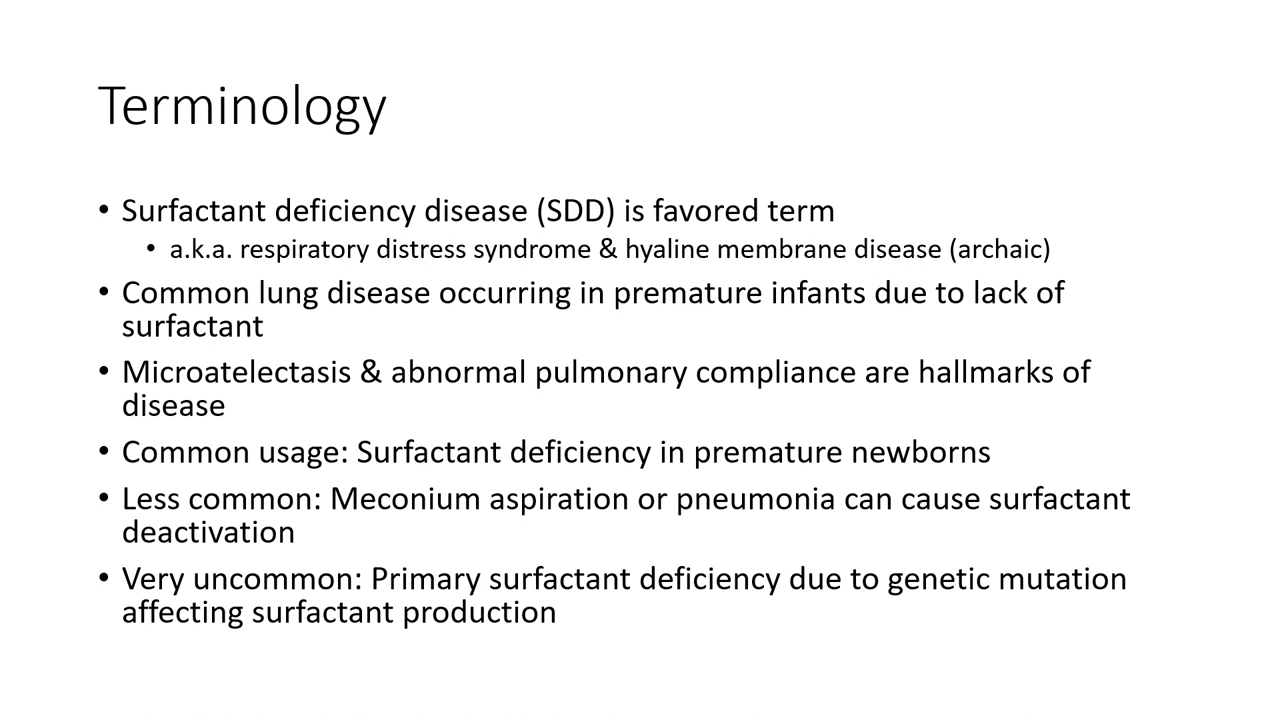 Terminology
• Surfactant deficiency disease (SDD) is favored term
• a.k.a. respiratory distress syndrome & hyaline membrane disease (archaic)
• Common lung disease occurring in premature infants due to lack of
surfactant
• Microatelectasis & abnormal pulmonary compliance are hallmarks of
disease
• Common usage: Surfactant deficiency in premature newborns
• Less common: Meconium aspiration or pneumonia can cause surfactant
deactivation
• Very uncommon: Primary surfactant deficiency due to genetic mutation
affecting surfactant production